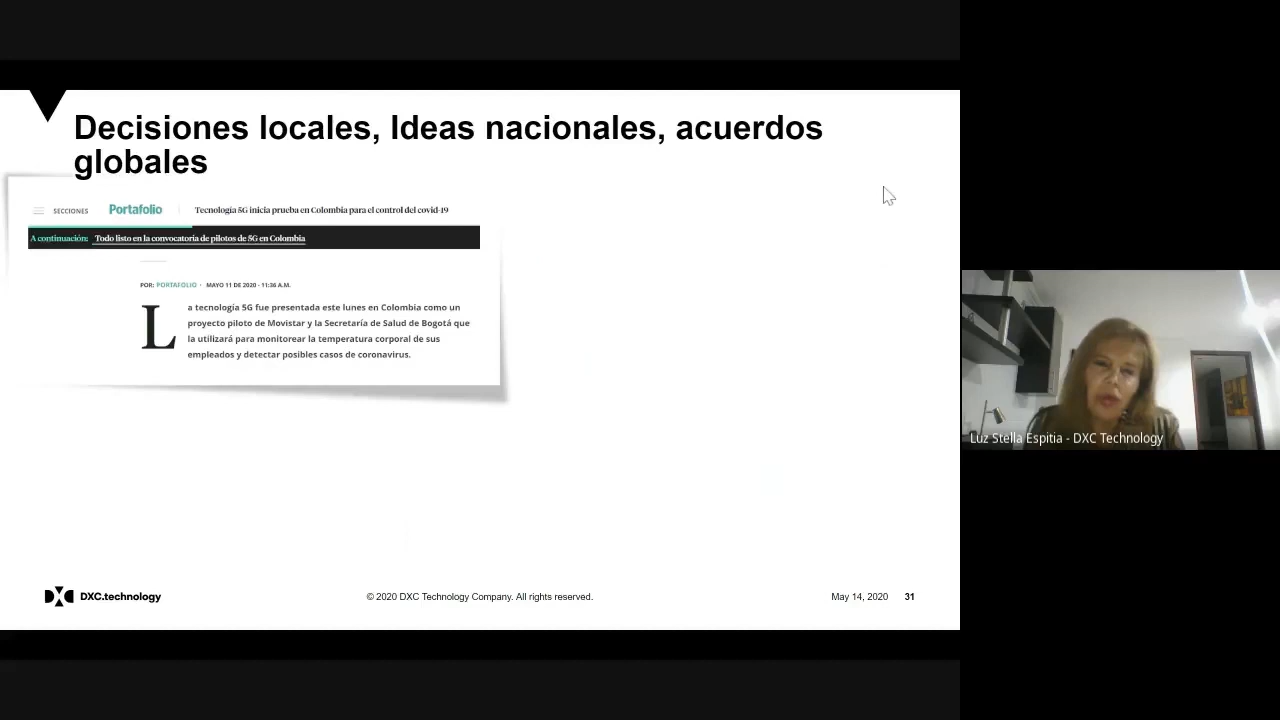 Decisiones locales, Ideas nacionales, acuerdos
globales
SECCIONES Portafolio Tecnología 5G inicia prueba en Colombia para el control del covid-19
A continuación: Todo listo en la convocatoria de pilotos de 5G en Colombia
POR: PORTAFOLIO · MAYO 11 DE 2020 - 11:36 A.M.
La tecnología 5G fue presentada este lunes en Colombia como un
proyecto piloto de Movistar y la Secretaría de Salud de Bogotá que
la utilizará para monitorear la temperatura corporal de sus
empleados y detectar posibles casos de coronavirus.
Luz Stella Espitia - DXC Technology
DXC.technology
© 2020 DXC Technology Company. All rights reserved.
May 14, 2020 31